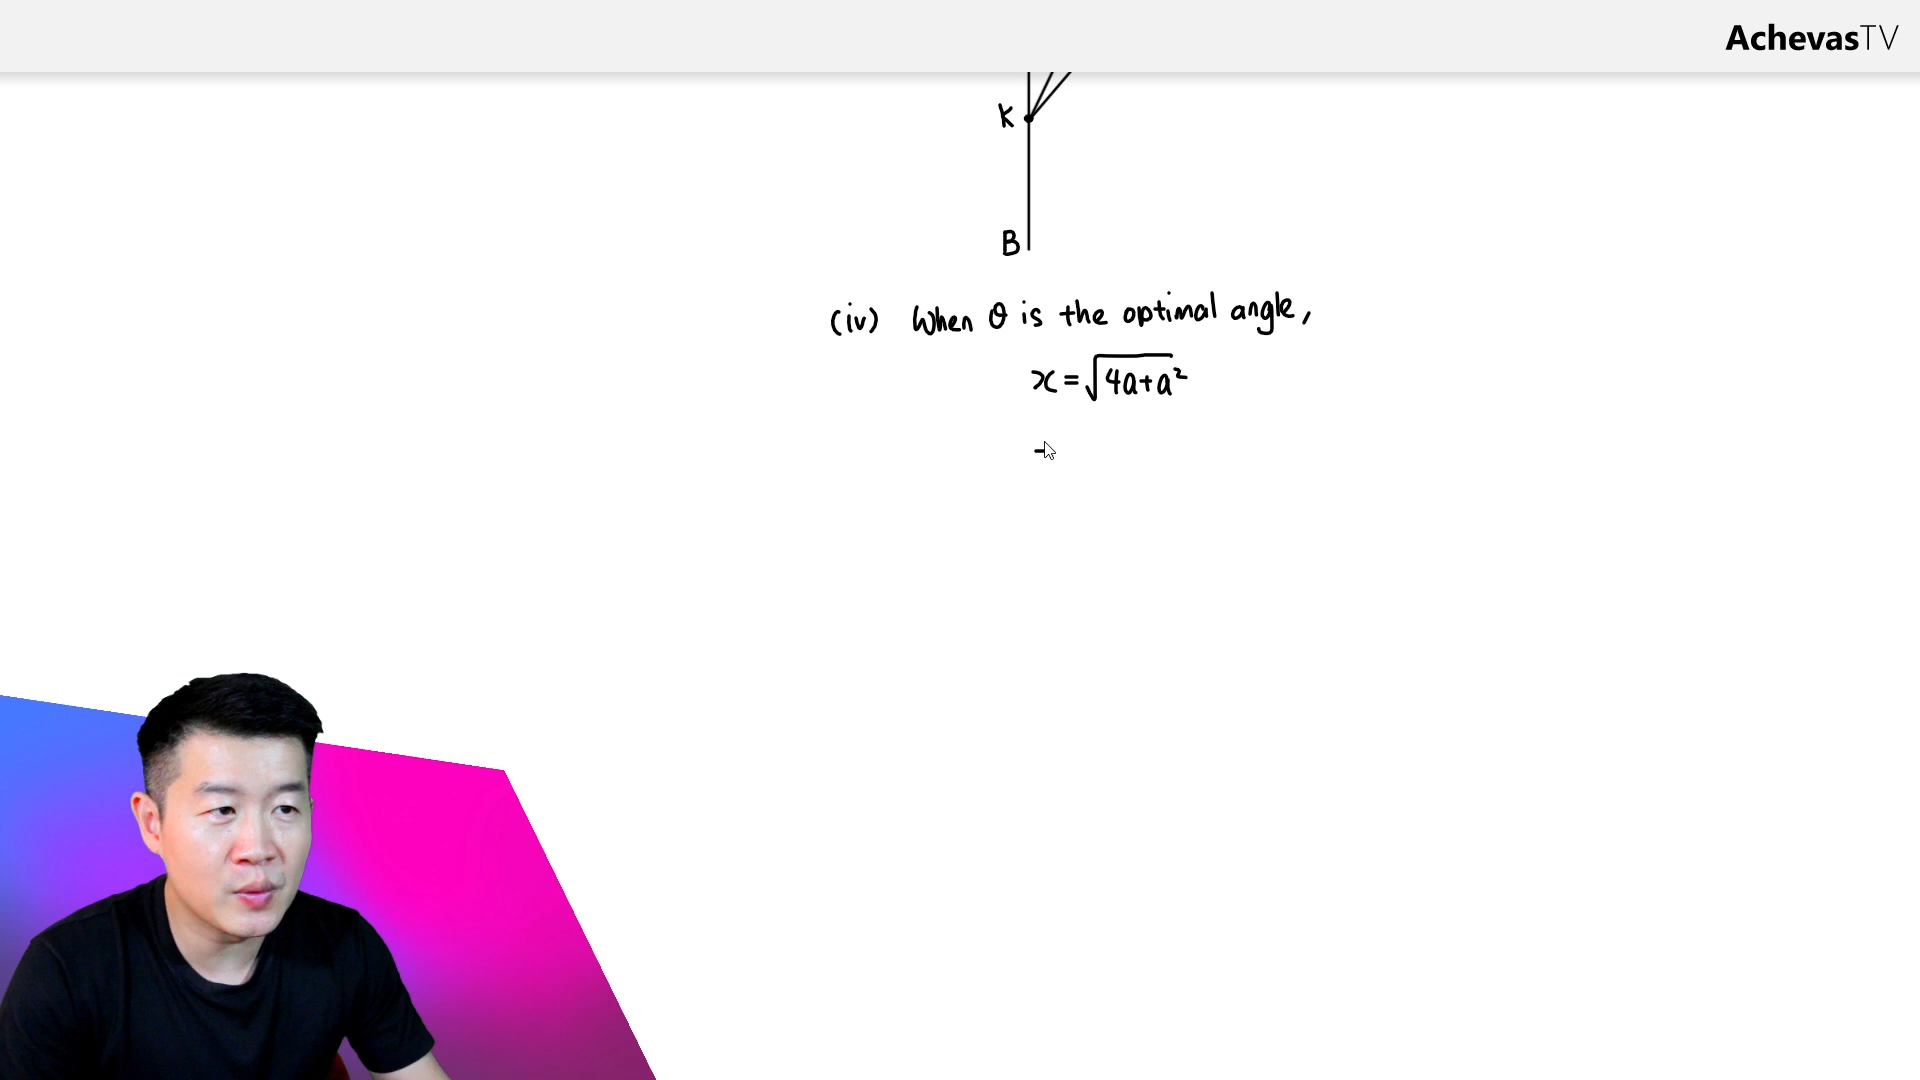 AchevasTV
K
B
(iv) When θ is the optimal angle,
x = √4a+a²